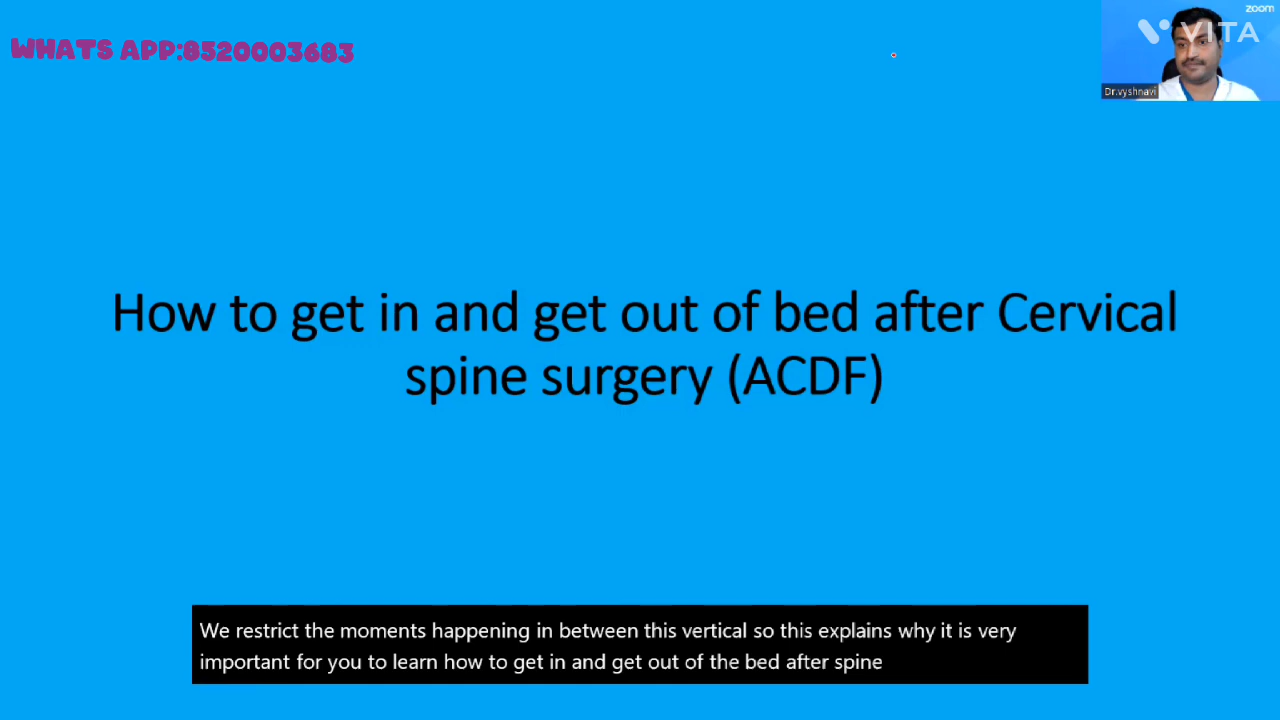 zoom
WHATS APP:8520003683
VITA
Dr.vyshnavi
How to get in and get out of bed after Cervical
spine surgery (ACDF)
We restrict the moments happening in between this vertical so this explains why it is very
important for you to learn how to get in and get out of the bed after spine